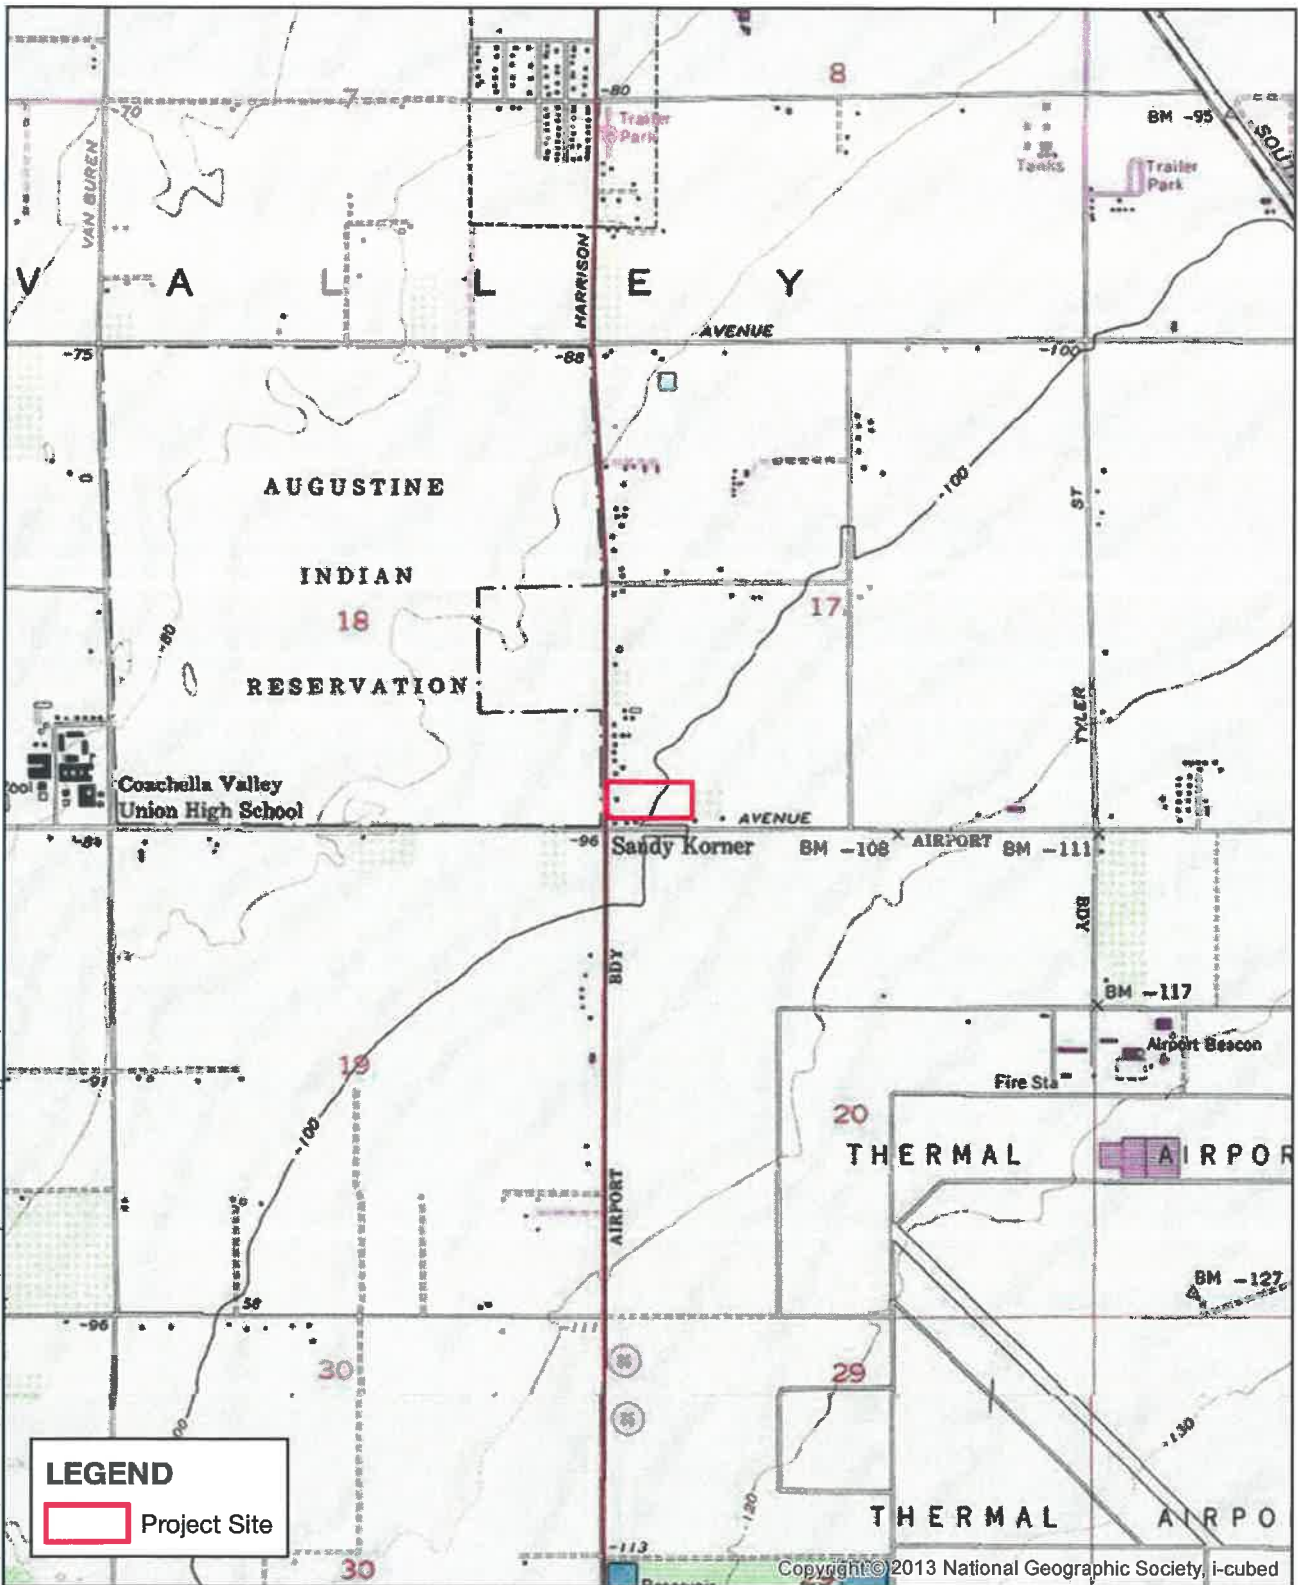 8
-80
7
-70
BM -95
Trailer
Park
SOUT
Tanks
Trailer
Park
VAN BUREN
HARRISON
V A L L E Y
AVENUE
-75
-88
-100
AUGUSTINE
-100
ST
INDIAN
17
18
-80
RESERVATION
TYLER
Coachella Valley
Union High School
AVENUE
-84
-96
Sandy Korner
BM -108
AIRPORT
BM -111
BDY
BDY
BM -117
Airport Beacon
19
-91
Fire Sta
20
-100
THERMAL AIRPOR
AIRPORT
BM -127
58
-96
-111
30
29
00
-130
LEGEND
Project Site
-120
THERMAL AIRPO
-113
30
Copyright:© 2013 National Geographic Society, i-cubed
Reservoir